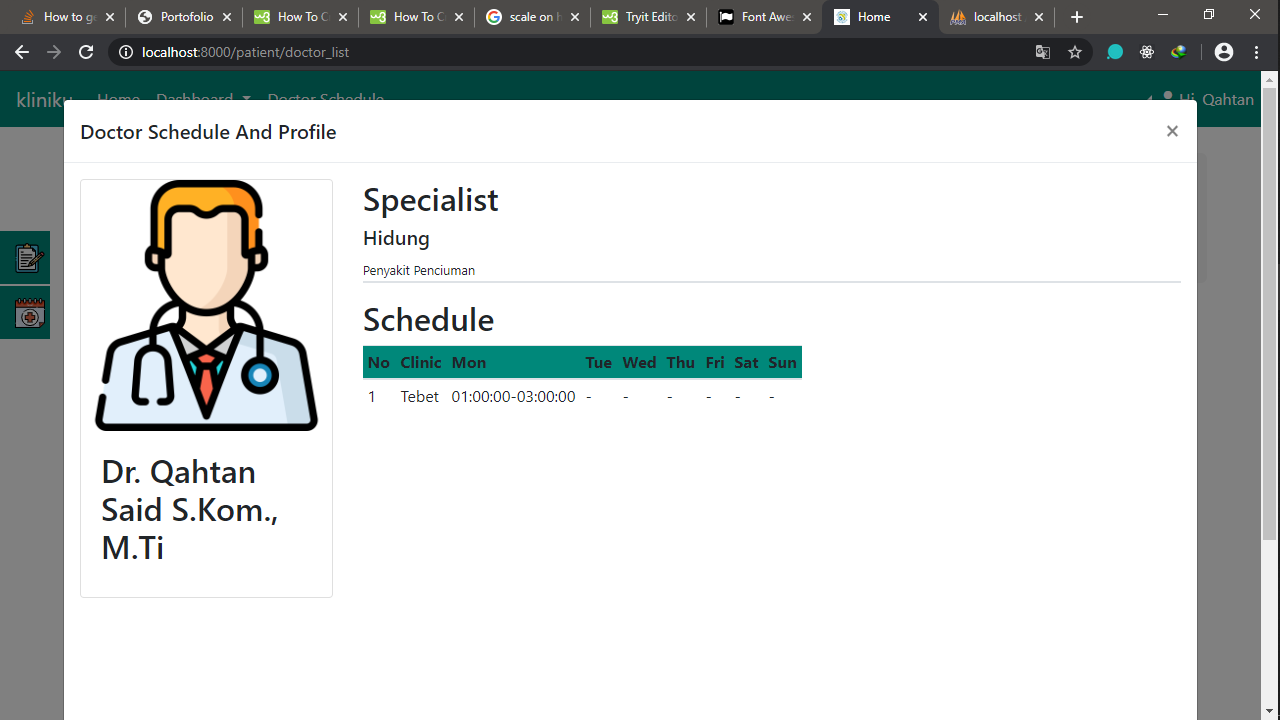 How to ge
Portofolio
How To C
How To C
scale on h
Tryit Edito
Font Awes
Home
localhost
localhost:8000/patient/doctor_list
kliniku Home Dashboard Doctor Schedule Hi, Qahtan
Doctor Schedule And Profile ×
Specialist
Hidung
Penyakit Penciuman
Schedule
No Clinic Mon Tue Wed Thu Fri Sat Sun
1 Tebet 01:00:00-03:00:00 - - - - - -
Dr. Qahtan
Said S.Kom.,
M.Ti